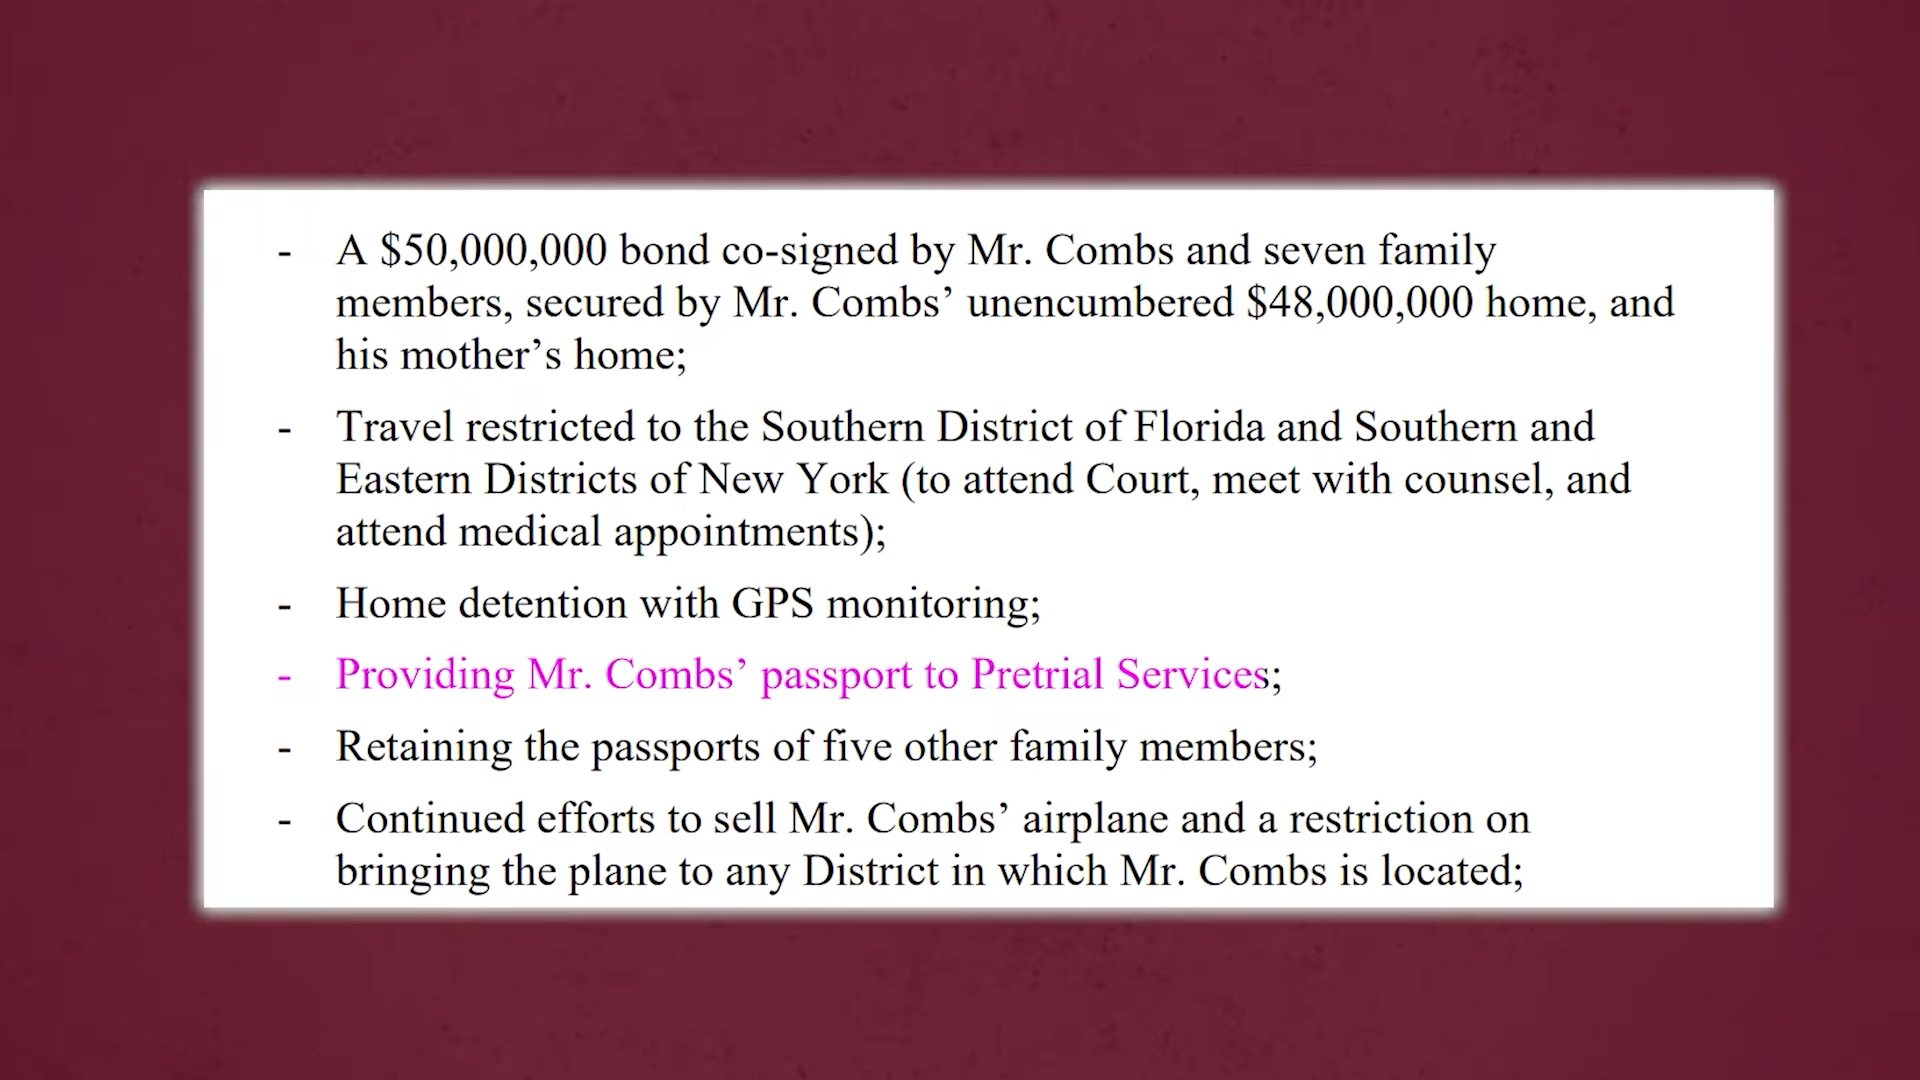 - A $50,000,000 bond co-signed by Mr. Combs and seven family
members, secured by Mr. Combs’ unencumbered $48,000,000 home, and
his mother’s home;
- Travel restricted to the Southern District of Florida and Southern and
Eastern Districts of New York (to attend Court, meet with counsel, and
attend medical appointments);
- Home detention with GPS monitoring;
- Providing Mr. Combs’ passport to Pretrial Services;
- Retaining the passports of five other family members;
- Continued efforts to sell Mr. Combs’ airplane and a restriction on
bringing the plane to any District in which Mr. Combs is located;